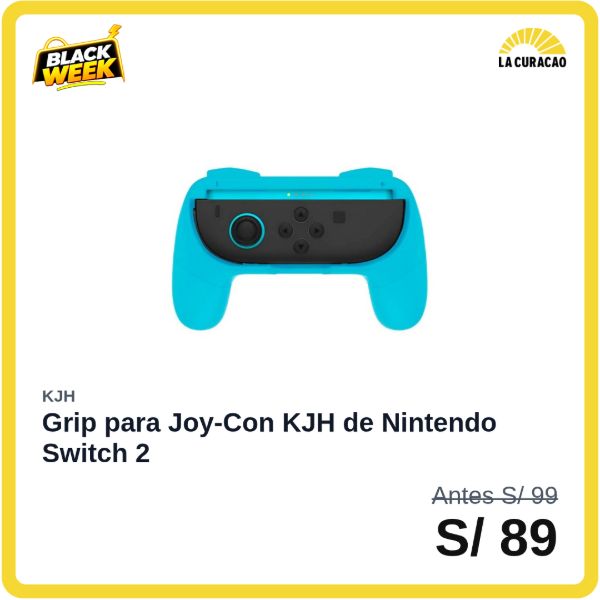 BLACK
WEEK
LA CURACAO
KJH
Grip para Joy-Con KJH de Nintendo
Switch 2
Antes S/ 99
S/ 89